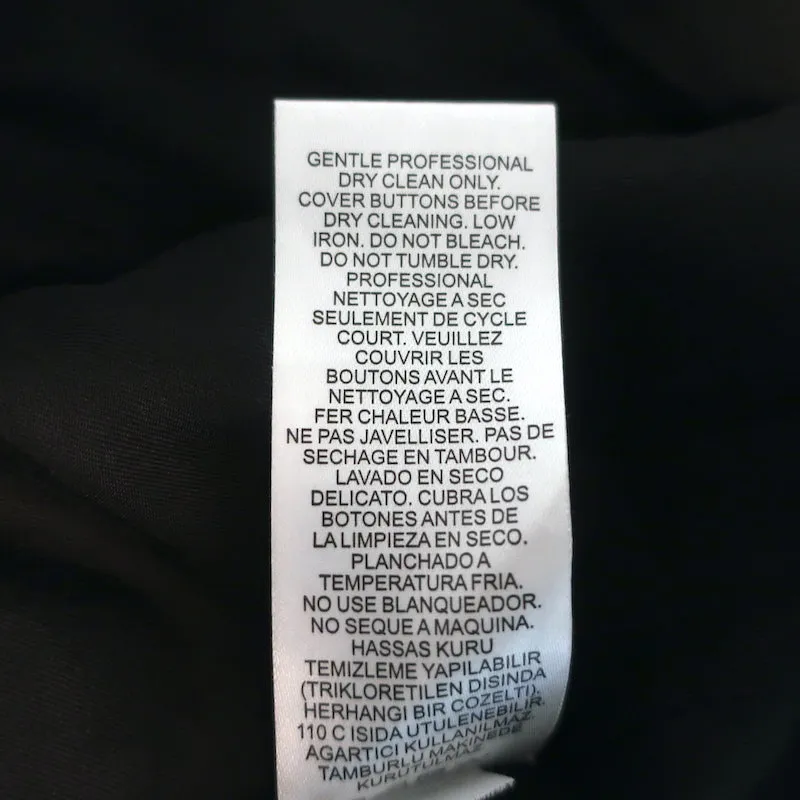 GENTLE PROFESSIONAL
DRY CLEAN ONLY.
COVER BUTTONS BEFORE
DRY CLEANING. LOW
IRON. DO NOT BLEACH.
DO NOT TUMBLE DRY.
PROFESSIONAL
NETTOYAGE A SEC
SEULEMENT DE CYCLE
COURT. VEUILLEZ
COUVRIR LES
BOUTONS AVANT LE
NETTOYAGE A SEC.
FER CHALEUR BASSE.
NE PAS JAVELLISER. PAS DE
SECHAGE EN TAMBOUR.
LAVADO EN SECO
DELICATO. CUBRA LOS
BOTONES ANTES DE
LA LIMPIEZA EN SECO.
PLANCHADO A
TEMPERATURA FRIA.
NO USE BLANQUEADOR.
NO SEQUE A MAQUINA.
HASSAS KURU
TEMIZLEME YAPILABILIR
(TRIKLORETILEN DISINDA
HERHANGI BIR COZELTI).
110 C ISIDA UTULENEBILIR.
AGARTICI KULLANILMAZ.
TAMBURLU MAKINEDE
KURUTULMAZ